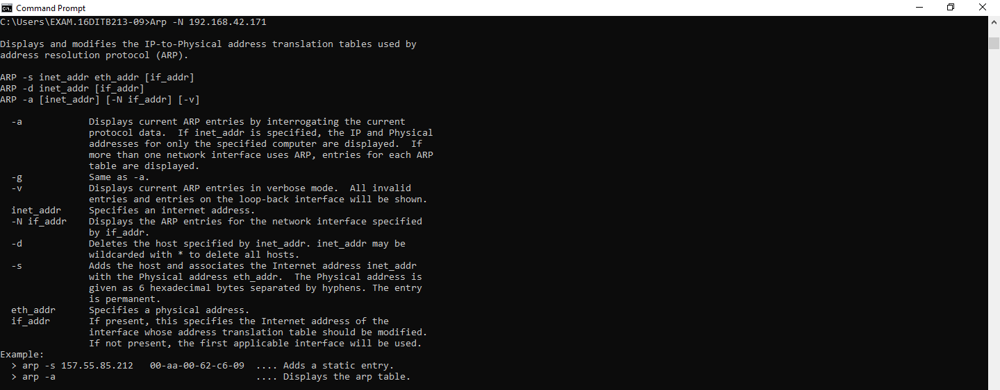 Command Prompt
C:\Users\EXAM.16DITB213-09>Arp -N 192.168.42.171
Displays and modifies the IP-to-Physical address translation tables used by
address resolution protocol (ARP).
ARP -s inet_addr eth_addr [if_addr]
ARP -d inet_addr [if_addr]
ARP -a [inet_addr] [-N if_addr] [-v]
-a Displays current ARP entries by interrogating the current
protocol data. If inet_addr is specified, the IP and Physical
addresses for only the specified computer are displayed. If
more than one network interface uses ARP, entries for each ARP
table are displayed.
-g Same as -a.
-v Displays current ARP entries in verbose mode. All invalid
entries and entries on the loop-back interface will be shown.
inet_addr Specifies an internet address.
-N if_addr Displays the ARP entries for the network interface specified
by if_addr.
-d Deletes the host specified by inet_addr. inet_addr may be
wildcarded with * to delete all hosts.
-s Adds the host and associates the Internet address inet_addr
with the Physical address eth_addr. The Physical address is
given as 6 hexadecimal bytes separated by hyphens. The entry
is permanent.
eth_addr Specifies a physical address.
if_addr If present, this specifies the Internet address of the
interface whose address translation table should be modified.
If not present, the first applicable interface will be used.
Example:
> arp -s 157.55.85.212 00-aa-00-62-c6-09 .... Adds a static entry.
> arp -a .... Displays the arp table.